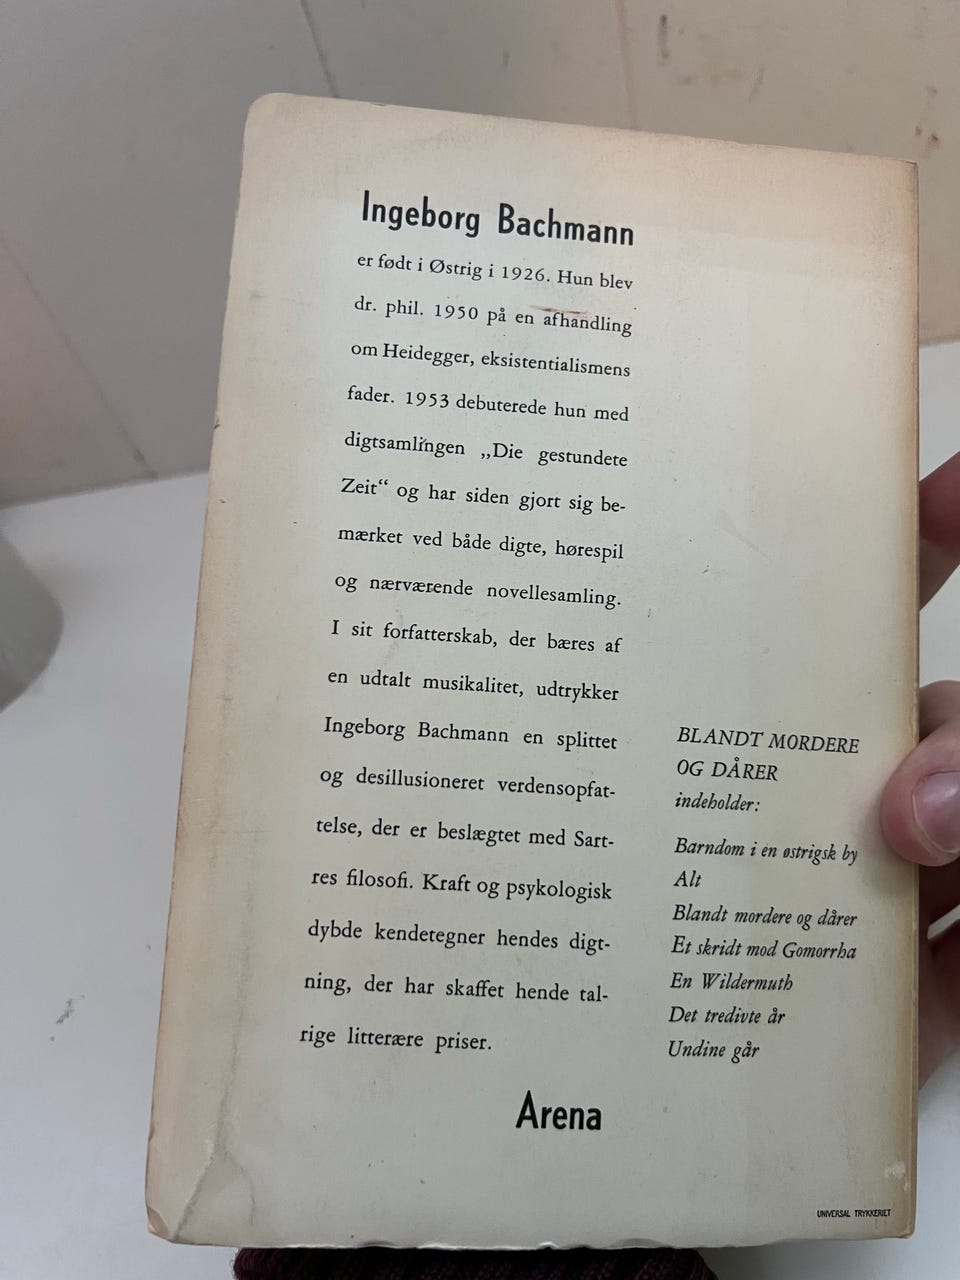 Ingeborg Bachmann
er født i Østrig i 1926. Hun blev
dr. phil. 1950 på en afhandling
om Heidegger, eksistentialismens
fader. 1953 debuterede hun med
digtsamlingen „Die gestundete
Zeit“ og har siden gjort sig be-
mærket ved både digte, hørespil
og nærværende novellesamling.
I sit forfatterskab, der bæres af
en udtalt musikalitet, udtrykker
Ingeborg Bachmann en splittet
og desillusioneret verdensopfat-
telse, der er beslægtet med Sart-
res filosofi. Kraft og psykologisk
dybde kendetegner hendes digt-
ning, der har skaffet hende tal-
rige litterære priser.
Arena
BLANDT MORDERE
OG DÅRER
indeholder:
Barndom i en østrigsk by
Alt
Blandt mordere og dårer
Et skridt mod Gomorrha
En Wildermuth
Det tredivte år
Undine går
UNIVERSAL TRYKKERIET